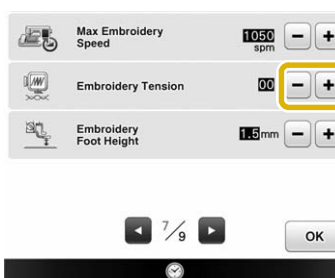 Max Embroidery
Speed
1050
spm
− +
Embroidery Tension
00
− +
Embroidery
Foot Height
1.5mm
− +
7/9
OK